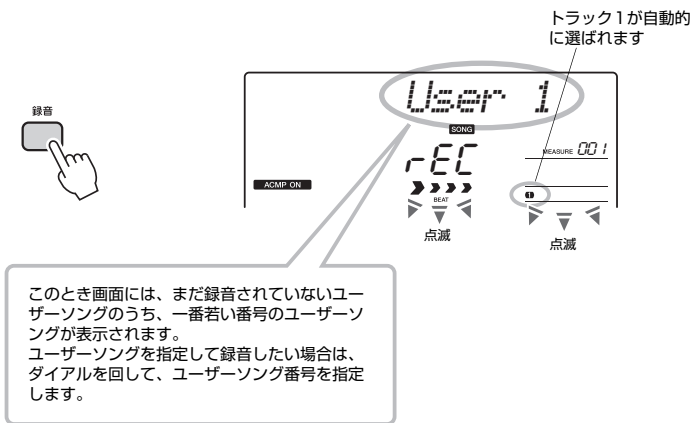 トラック1が自動的
に選ばれます
録音
User 1
SONG
rEC
MEASURE 001
ACMP ON
BEAT
1
点滅
点滅
このとき画面には、まだ録音されていないユー
ザーソングのうち、一番若い番号のユーザーソ
ングが表示されます。
ユーザーソングを指定して録音したい場合は、
ダイアルを回して、ユーザーソング番号を指定
します。